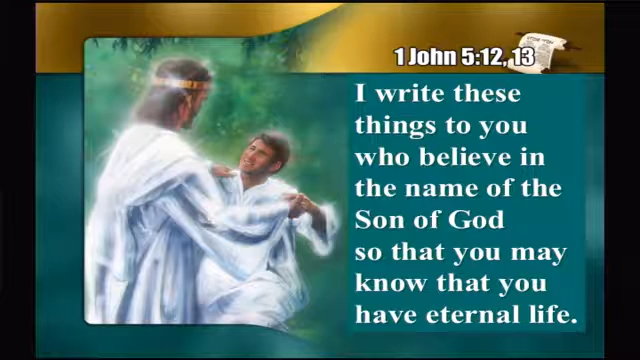 1 John 5:12, 13
I write these
things to you
who believe in
the name of the
Son of God
so that you may
know that you
have eternal life.